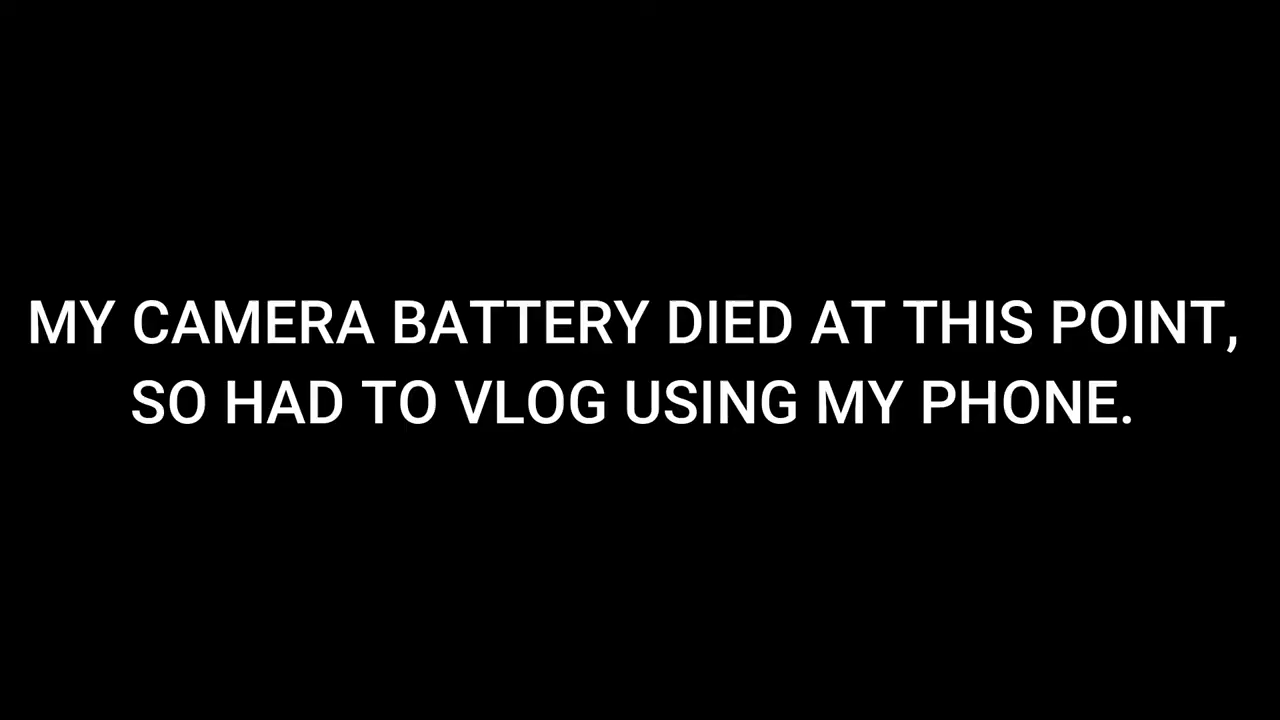 MY CAMERA BATTERY DIED AT THIS POINT,
SO HAD TO VLOG USING MY PHONE.